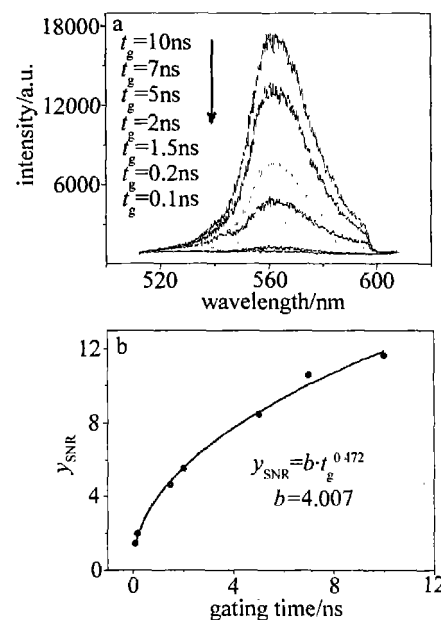 a
18000
12000
6000
intensity/a.u.
t_g=10ns
t_g=7ns
t_g=5ns
t_g=2ns
t_g=1.5ns
t_g=0.2ns
t_g=0.1ns
520 560 600
wavelength/nm
b
12
8
4
0
y_SNR
y_SNR=b·t_g^0.472
b=4.007
0 4 8 12
gating time/ns